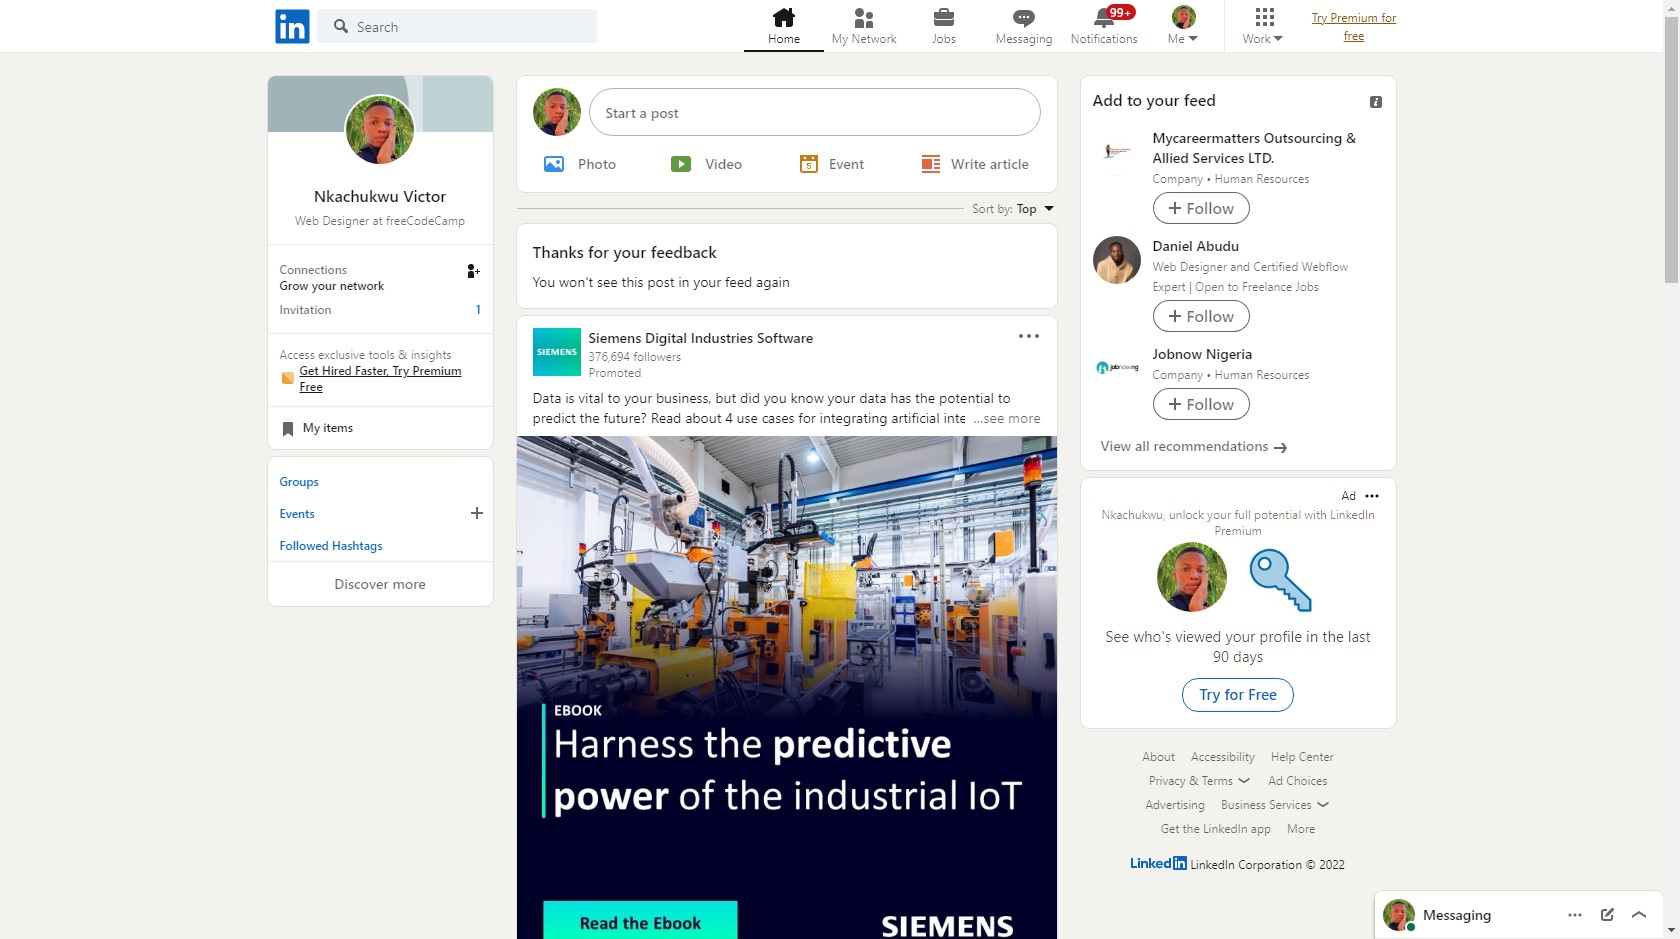 in
Search
Home
My Network
Jobs
Messaging
99+
Notifications
Me
Work
Try Premium for
free
Nkachukwu Victor
Web Designer at freeCodeCamp
Connections
Grow your network
Invitation 1
Access exclusive tools & insights
Get Hired Faster, Try Premium
Free
My items
Groups
Events
Followed Hashtags
Discover more
Start a post
Photo
Video
5
Event
Write article
Sort by: Top
Thanks for your feedback
You won't see this post in your feed again
SIEMENS
Siemens Digital Industries Software
376,694 followers
Promoted
Data is vital to your business, but did you know your data has the potential to
predict the future? Read about 4 use cases for integrating artificial inte ...see more
EBOOK
Harness the predictive
power of the industrial IoT
Read the Ebook
SIEMENS
Add to your feed
Mycareermatters Outsourcing &
Allied Services LTD.
Company • Human Resources
+ Follow
Daniel Abudu
Web Designer and Certified Webflow
Expert | Open to Freelance Jobs
+ Follow
Jobnow Nigeria
Company • Human Resources
+ Follow
View all recommendations →
Ad
Nkachukwu, unlock your full potential with LinkedIn
Premium
See who's viewed your profile in the last
90 days
Try for Free
About Accessibility Help Center
Privacy & Terms Ad Choices
Advertising Business Services
Get the LinkedIn app More
LinkedIn LinkedIn Corporation © 2022
Messaging